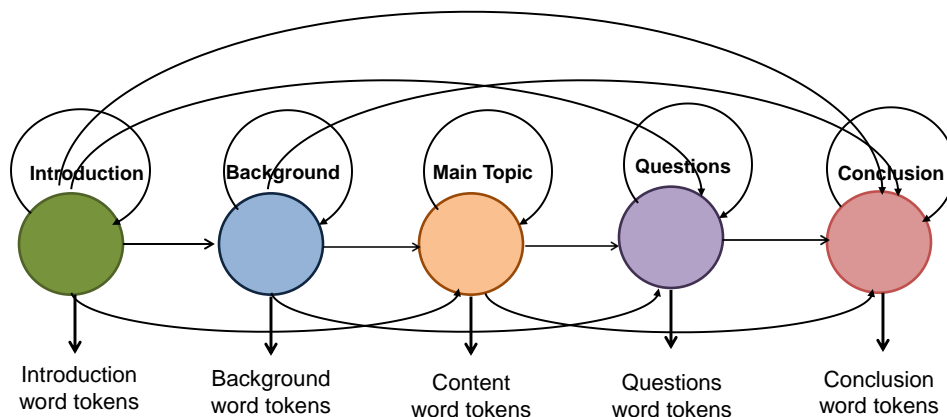 Introduction
Background
Main Topic
Questions
Conclusion
Introduction
word tokens
Background
word tokens
Content
word tokens
Questions
word tokens
Conclusion
word tokens